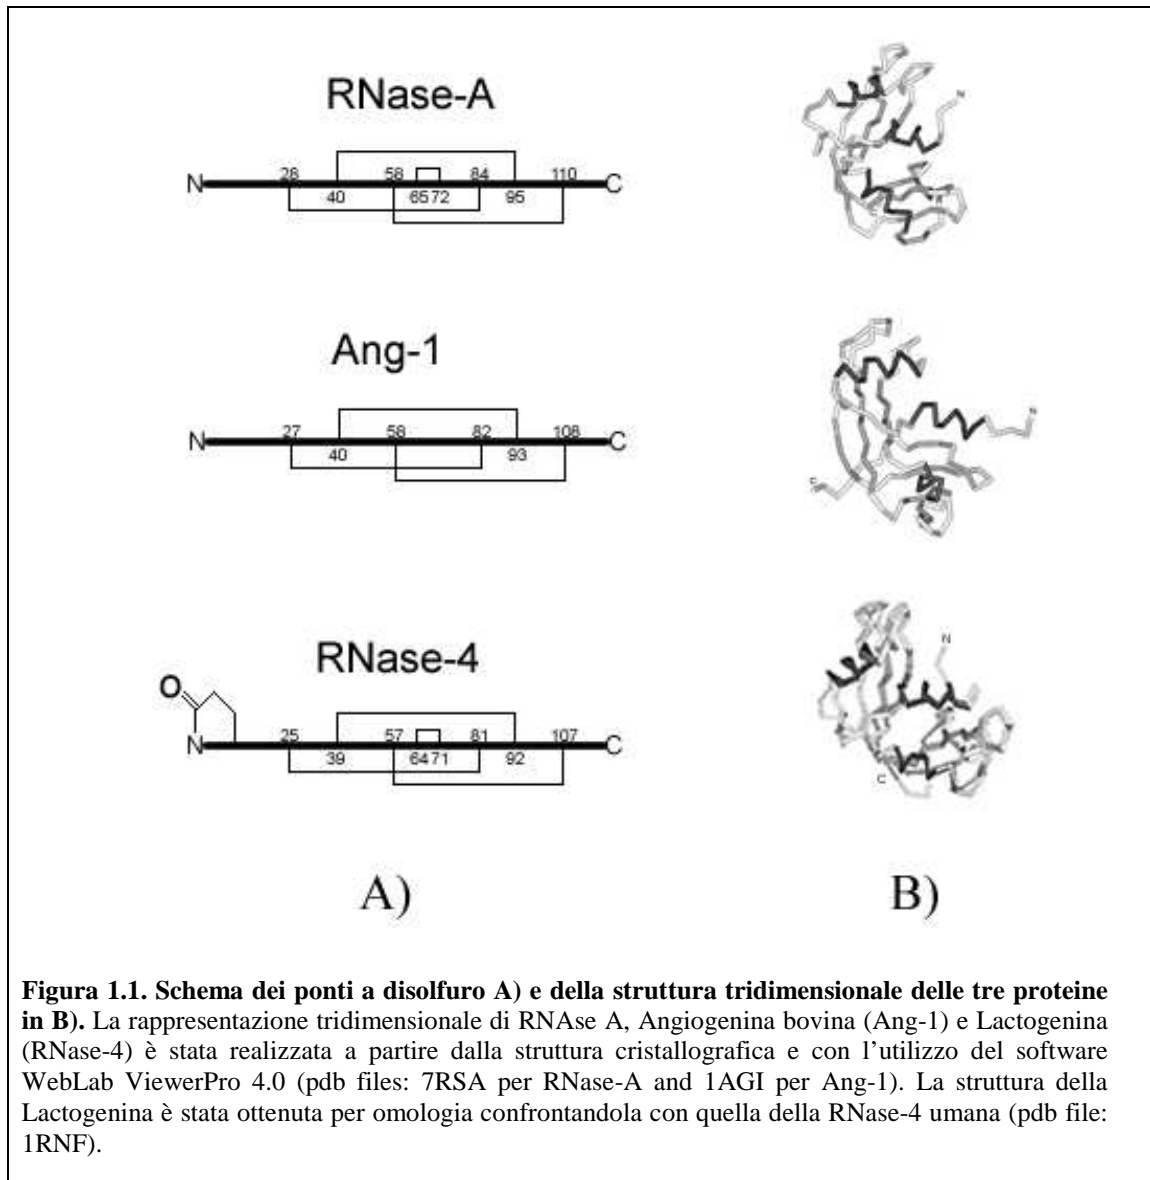 RNase-A
28 58 84 110
N C
40 65 72 95
Ang-1
27 58 82 108
N C
40 93
RNase-4
O
25 57 81 107
N C
39 64 71 92
N
N
C
N
C
A) B)
Figura 1.1. Schema dei ponti a disolfuro A) e della struttura tridimensionale delle tre proteine
in B). La rappresentazione tridimensionale di RNAse A, Angiogenina bovina (Ang-1) e Lactogenina
(RNase-4) è stata realizzata a partire dalla struttura cristallografica e con l’utilizzo del software
WebLab ViewerPro 4.0 (pdb files: 7RSA per RNase-A and 1AGI per Ang-1). La struttura della
Lactogenina è stata ottenuta per omologia confrontandola con quella della RNase-4 umana (pdb file:
1RNF).